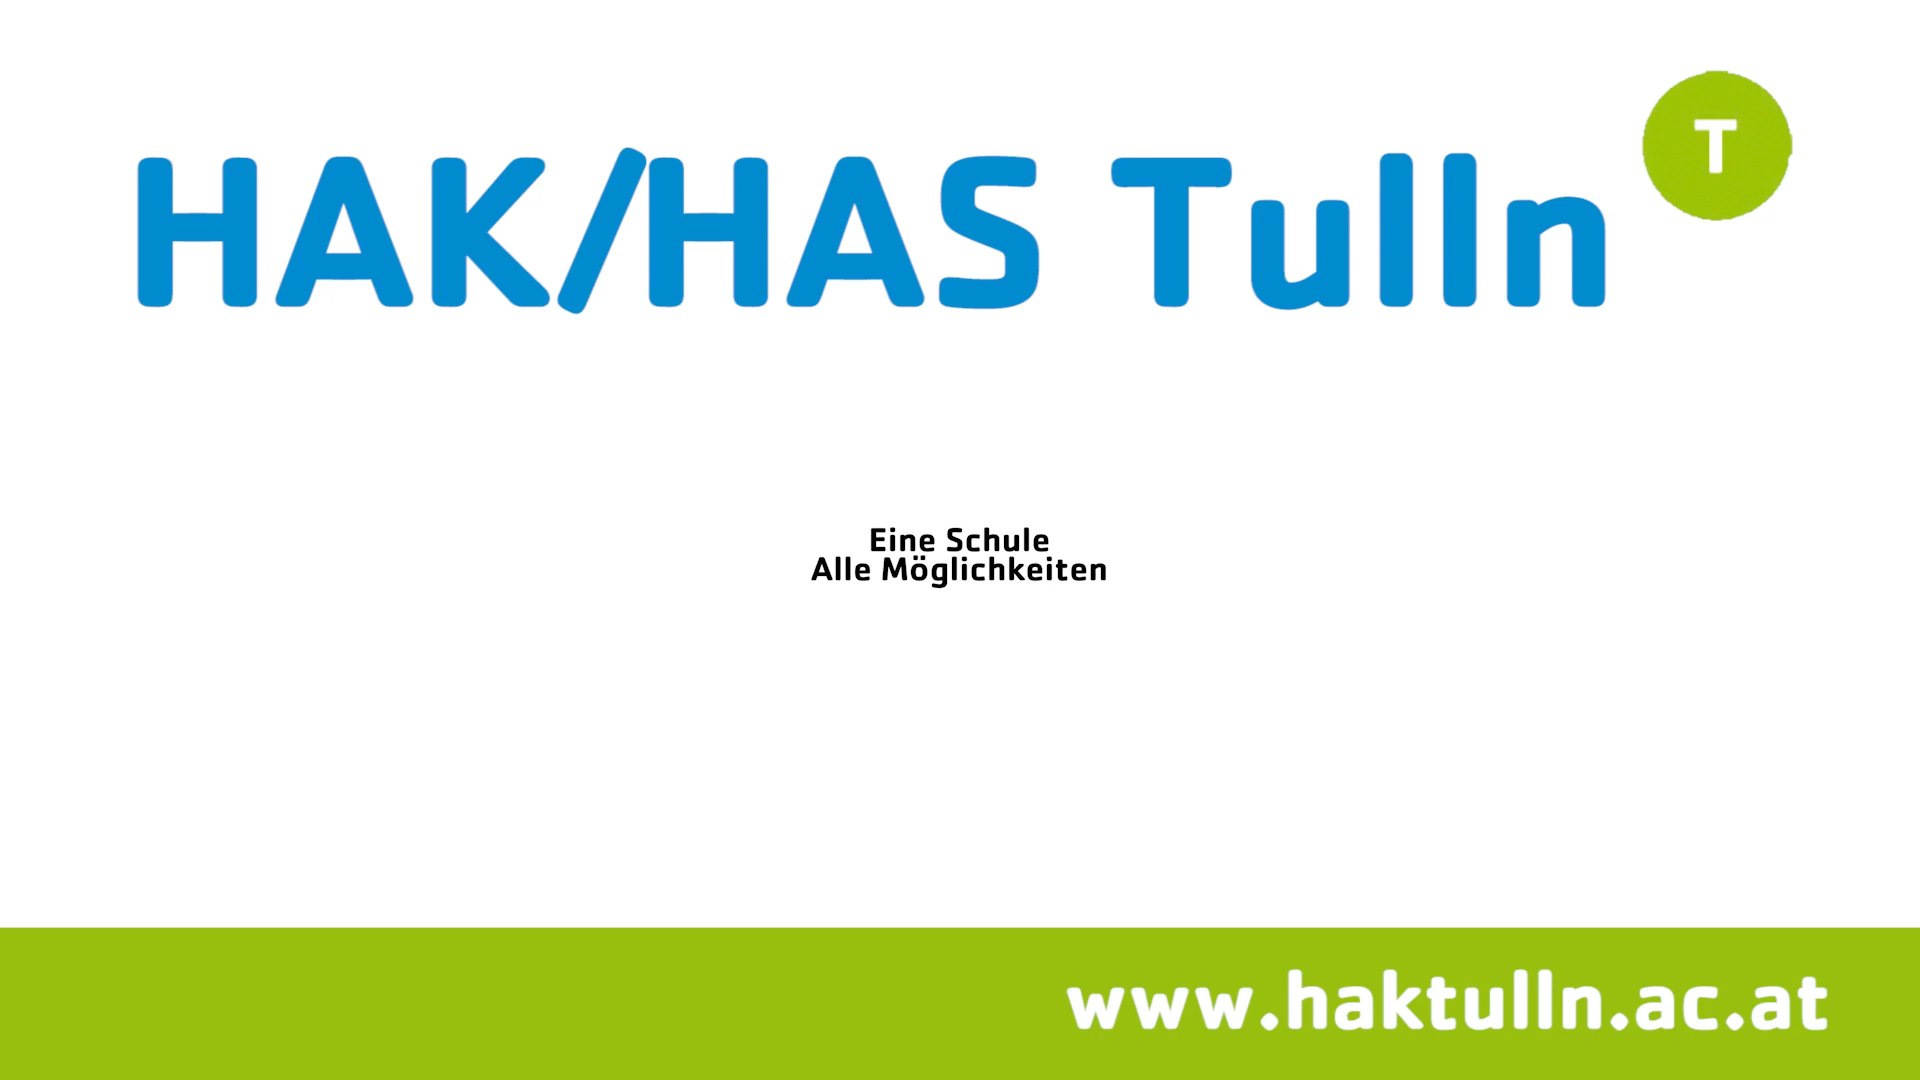 HAK/HAS Tulln
T
Eine Schule
Alle Möglichkeiten
www.haktulln.ac.at